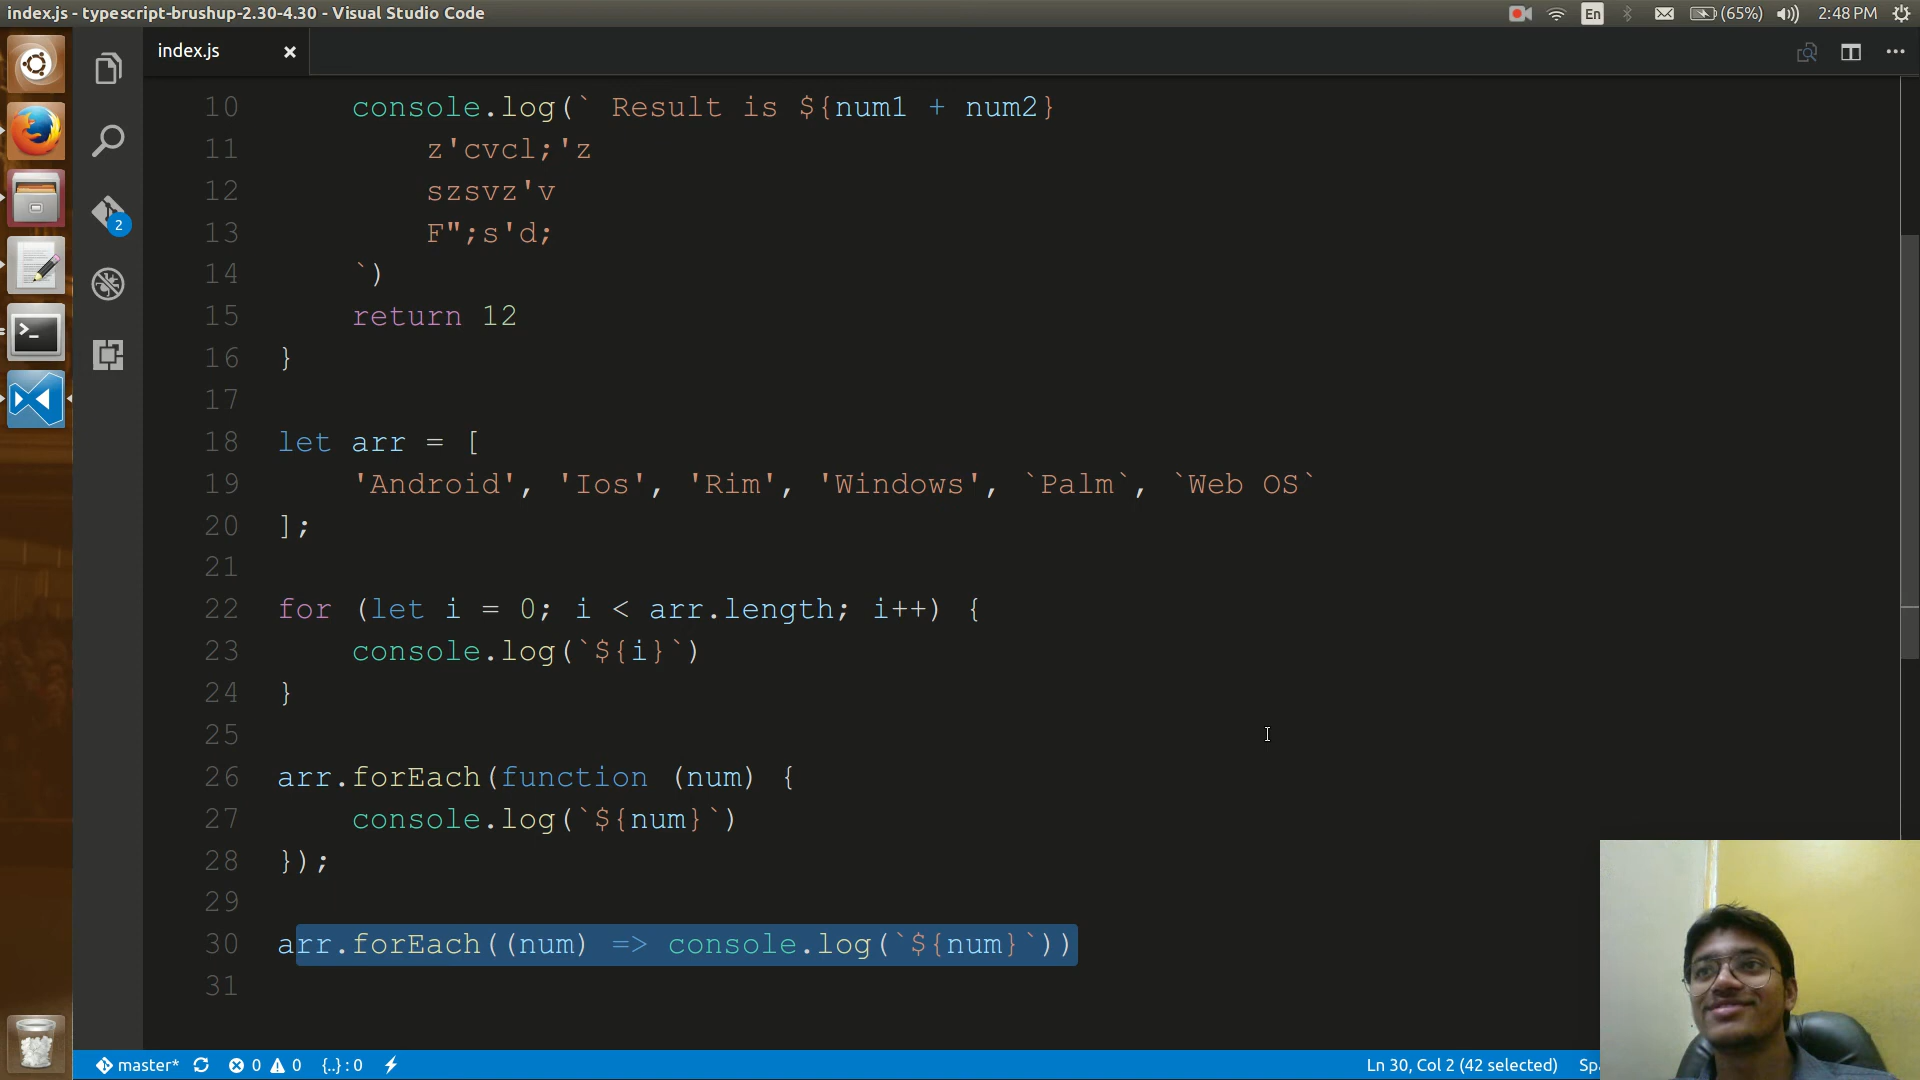 index.js - typescript-brushup-2.30-4.30 - Visual Studio Code
En (65%) 2:48 PM
index.js
10 console.log(` Result is ${num1 + num2}
11 z'cvcl;'z
12 szsvz'v
13 F";s'd;
14 `)
15 return 12
16 }
17
18 let arr = [
19 'Android', 'Ios', 'Rim', 'Windows', `Palm`, `Web OS`
20 ];
21
22 for (let i = 0; i < arr.length; i++) {
23 console.log(`${i}`)
24 }
25
26 arr.forEach(function (num) {
27 console.log(`${num}`)
28 });
29
30 arr.forEach((num) => console.log(`${num}`))
31
2
master* 0 0 {..} : 0 Ln 30, Col 2 (42 selected)